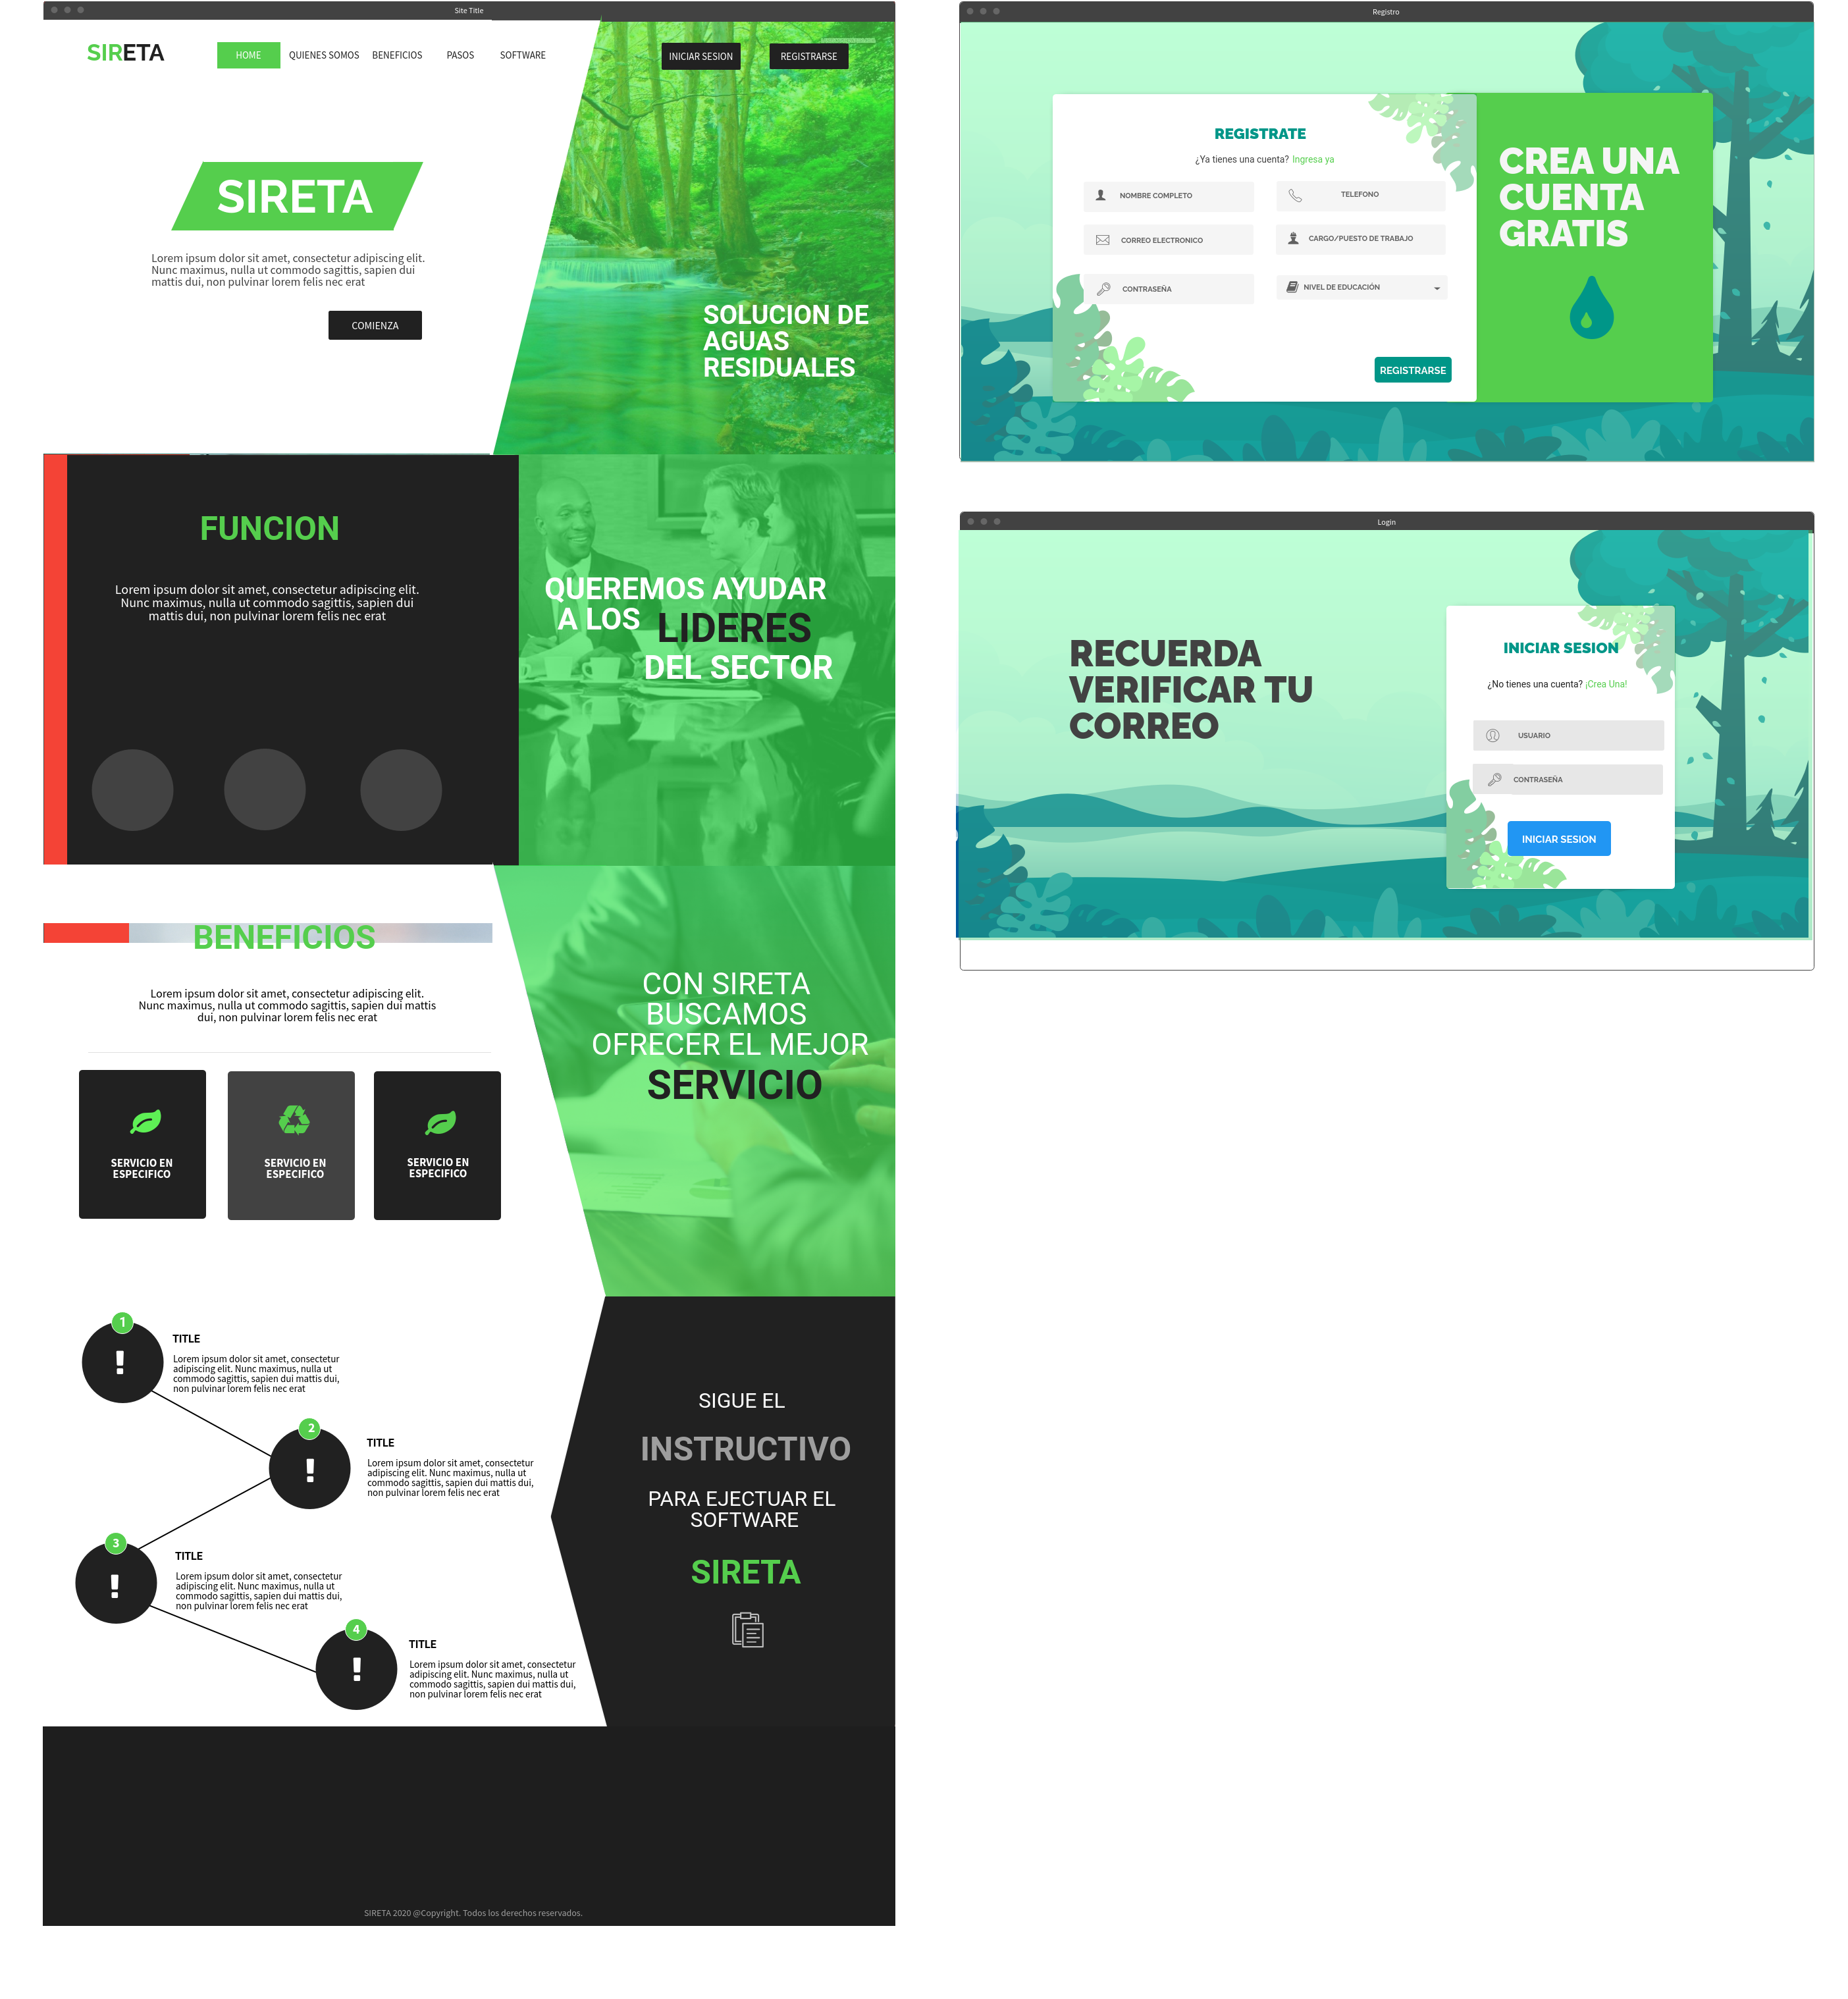 Site Title
SIRETA
HOME QUIENES SOMOS BENEFICIOS PASOS SOFTWARE
INICIAR SESION REGISTRARSE
SIRETA
Lorem ipsum dolor sit amet, consectetur adipiscing elit.
Nunc maximus, nulla ut commodo sagittis, sapien dui
mattis dui, non pulvinar lorem felis nec erat
COMIENZA
SOLUCION DE
AGUAS
RESIDUALES
FUNCION
Lorem ipsum dolor sit amet, consectetur adipiscing elit.
Nunc maximus, nulla ut commodo sagittis, sapien dui
mattis dui, non pulvinar lorem felis nec erat
QUEREMOS AYUDAR
A LOS LIDERES
DEL SECTOR
BENEFICIOS
Lorem ipsum dolor sit amet, consectetur adipiscing elit.
Nunc maximus, nulla ut commodo sagittis, sapien dui mattis
dui, non pulvinar lorem felis nec erat
SERVICIO EN
ESPECIFICO
SERVICIO EN
ESPECIFICO
SERVICIO EN
ESPECIFICO
CON SIRETA
BUSCAMOS
OFRECER EL MEJOR
SERVICIO
1
!
TITLE
Lorem ipsum dolor sit amet, consectetur
adipiscing elit. Nunc maximus, nulla ut
commodo sagittis, sapien dui mattis dui,
non pulvinar lorem felis nec erat
2
!
TITLE
Lorem ipsum dolor sit amet, consectetur
adipiscing elit. Nunc maximus, nulla ut
commodo sagittis, sapien dui mattis dui,
non pulvinar lorem felis nec erat
3
!
TITLE
Lorem ipsum dolor sit amet, consectetur
adipiscing elit. Nunc maximus, nulla ut
commodo sagittis, sapien dui mattis dui,
non pulvinar lorem felis nec erat
4
!
TITLE
Lorem ipsum dolor sit amet, consectetur
adipiscing elit. Nunc maximus, nulla ut
commodo sagittis, sapien dui mattis dui,
non pulvinar lorem felis nec erat
SIGUE EL
INSTRUCTIVO
PARA EJECTUAR EL
SOFTWARE
SIRETA
SIRETA 2020 @Copyright. Todos los derechos reservados.
Registro
REGISTRATE
¿Ya tienes una cuenta? Ingresa ya
NOMBRE COMPLETO
TELEFONO
CORREO ELECTRONICO
CARGO/PUESTO DE TRABAJO
CONTRASEÑA
NIVEL DE EDUCACIÓN
REGISTRARSE
CREA UNA
CUENTA
GRATIS
Login
RECUERDA
VERIFICAR TU
CORREO
INICIAR SESION
¿No tienes una cuenta? ¡Crea Una!
USUARIO
CONTRASEÑA
INICIAR SESION